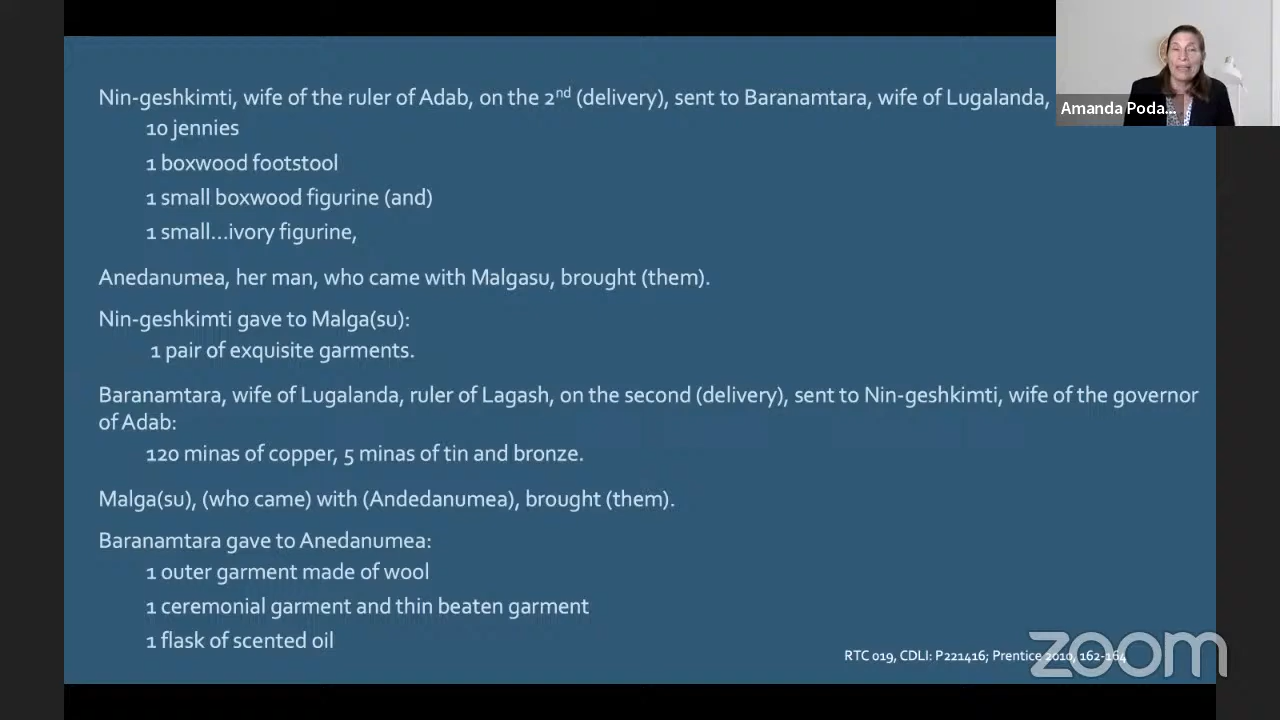 Nin-geshkimti, wife of the ruler of Adab, on the 2nd (delivery), sent to Baranamtara, wife of Lugalanda,
10 jennies
1 boxwood footstool
1 small boxwood figurine (and)
1 small...ivory figurine,
Anedanumea, her man, who came with Malgasu, brought (them).
Nin-geshkimti gave to Malga(su):
1 pair of exquisite garments.
Baranamtara, wife of Lugalanda, ruler of Lagash, on the second (delivery), sent to Nin-geshkimti, wife of the governor
of Adab:
120 minas of copper, 5 minas of tin and bronze.
Malga(su), (who came) with (Andedanumea), brought (them).
Baranamtara gave to Anedanumea:
1 outer garment made of wool
1 ceremonial garment and thin beaten garment
1 flask of scented oil
RTC 019, CDLI: P221416; Prentice 2010, 162-164
Amanda Poda...
zoom